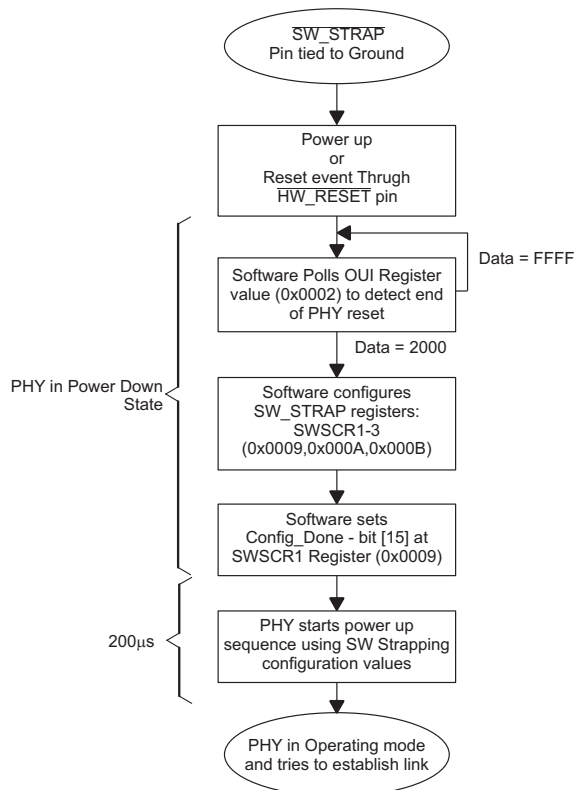 SW_STRAP
Pin tied to Ground
Power up
or
Reset event Thrugh
HW_RESET pin
Data = FFFF
Software Polls OUI Register
value (0x0002) to detect end
of PHY reset
Data = 2000
PHY in Power Down
State
Software configures
SW_STRAP registers:
SWSCR1-3
(0x0009,0x000A,0x000B)
Software sets
Config_Done - bit [15] at
SWSCR1 Register (0x0009)
200µs
PHY starts power up
sequence using SW Strapping
configuration values
PHY in Operating mode
and tries to establish link